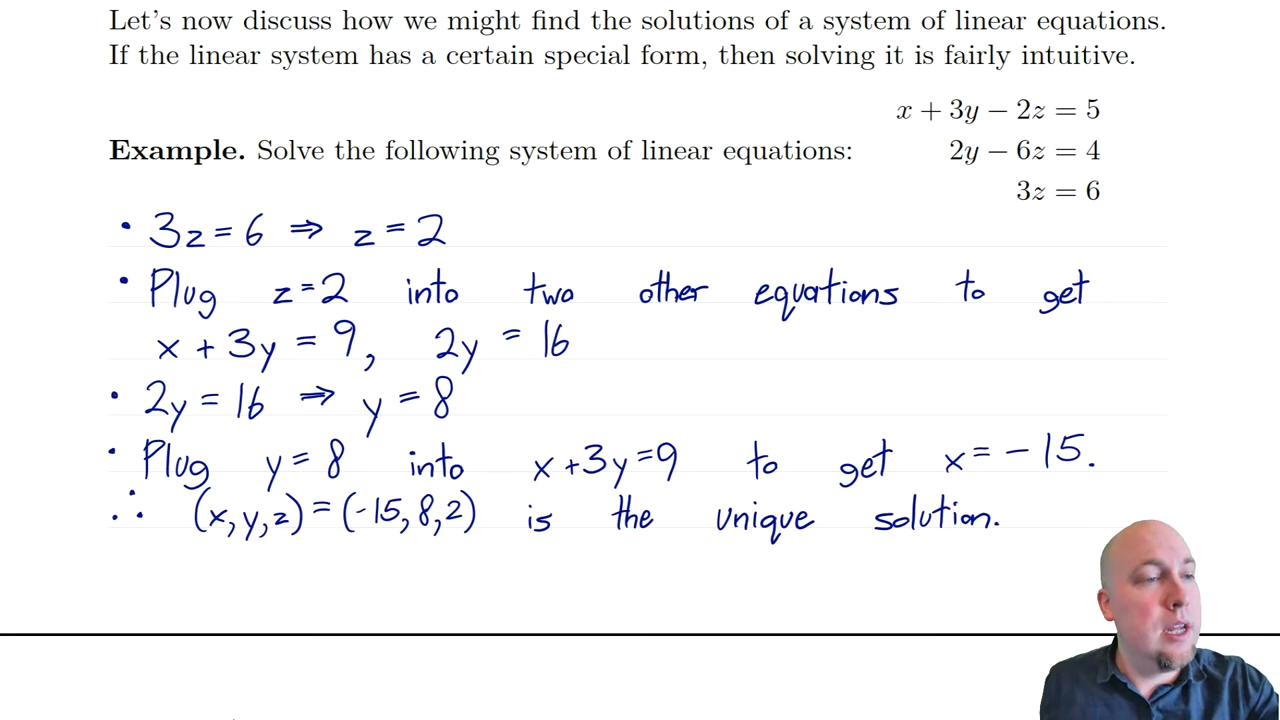 Let's now discuss how we might find the solutions of a system of linear equations.
If the linear system has a certain special form, then solving it is fairly intuitive.
x + 3y − 2z = 5
Example. Solve the following system of linear equations: 2y − 6z = 4
3z = 6
• 3z = 6 ⇒ z = 2
• Plug z = 2 into two other equations to get
x + 3y = 9, 2y = 16
• 2y = 16 ⇒ y = 8
• Plug y = 8 into x + 3y = 9 to get x = −15.
∴ (x, y, z) = (−15, 8, 2) is the unique solution.